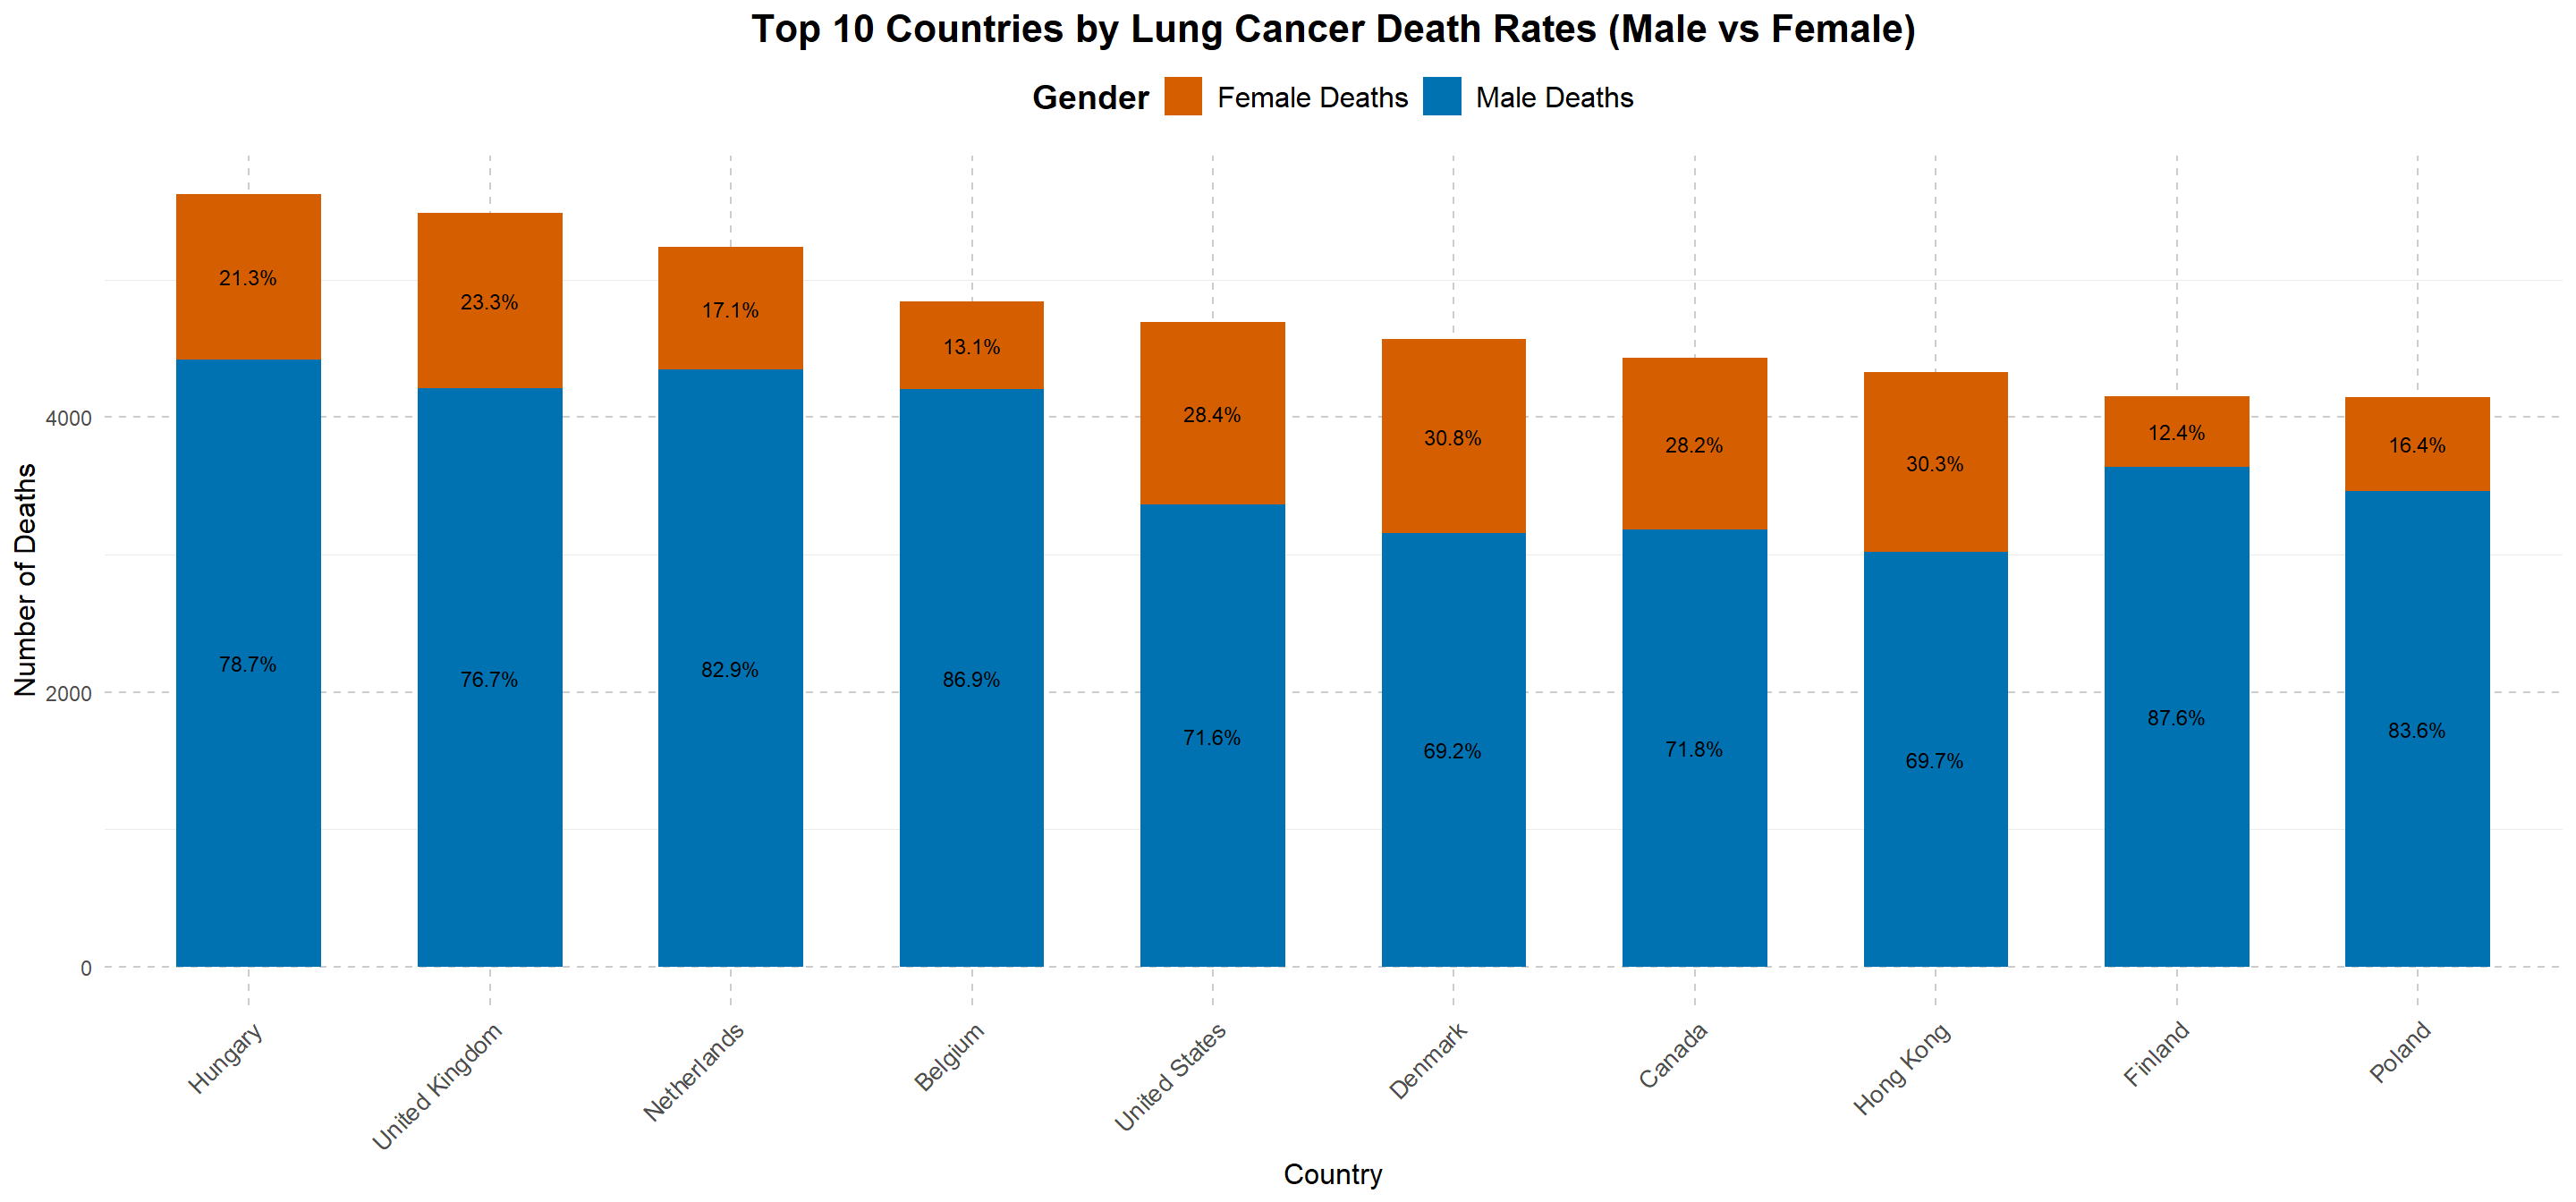 Top 10 Countries by Lung Cancer Death Rates (Male vs Female)
Gender Female Deaths Male Deaths
Number of Deaths
4000
2000
0
21.3%
78.7%
23.3%
76.7%
17.1%
82.9%
13.1%
86.9%
28.4%
71.6%
30.8%
69.2%
28.2%
71.8%
30.3%
69.7%
12.4%
87.6%
16.4%
83.6%
Hungary
United Kingdom
Netherlands
Belgium
United States
Denmark
Canada
Hong Kong
Finland
Poland
Country